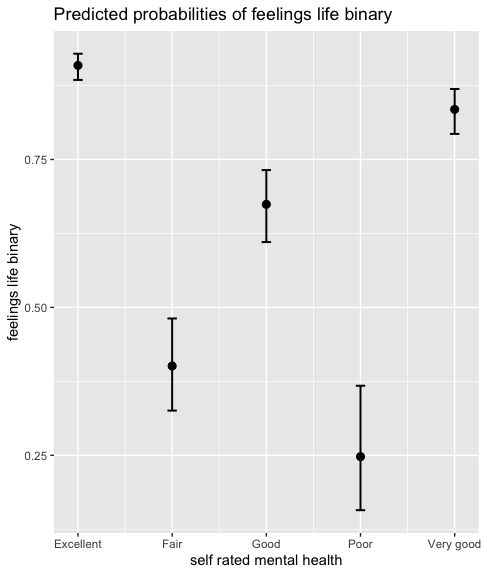 Predicted probabilities of feelings life binary
feelings life binary
0.75
0.50
0.25
Excellent Fair Good Poor Very good
self rated mental health